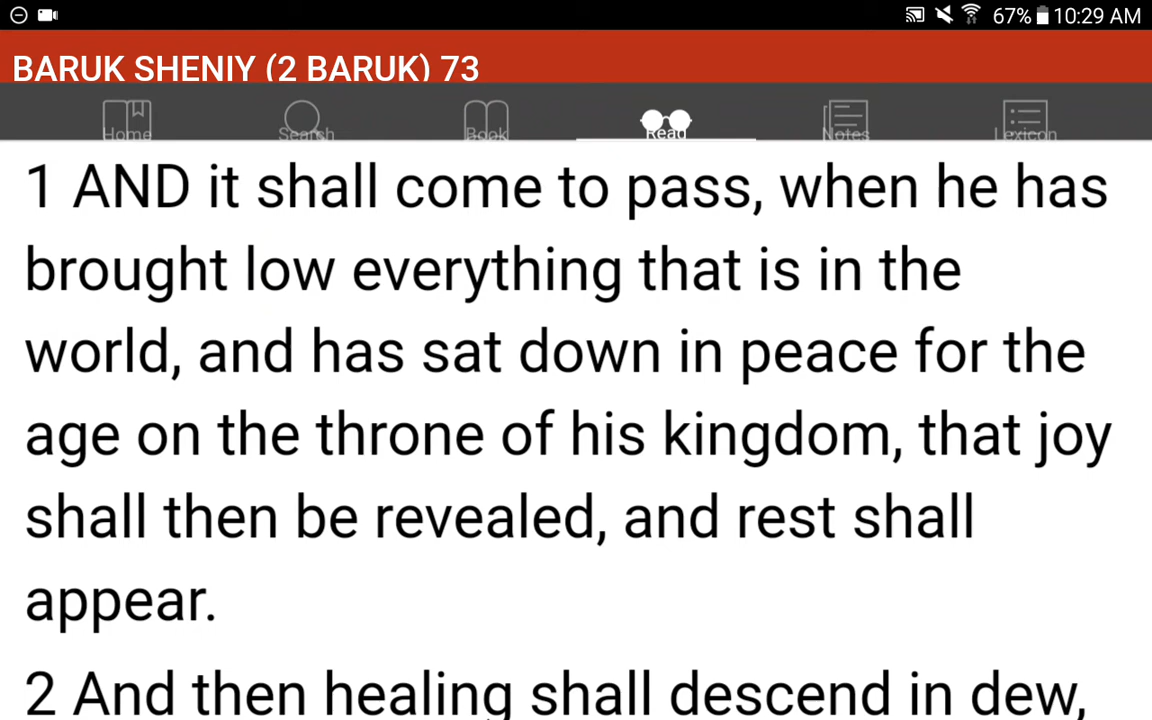 67% 10:29 AM
BARUK SHENIY (2 BARUK) 73
Home Search Book Read Notes Lexicon
1 AND it shall come to pass, when he has
brought low everything that is in the
world, and has sat down in peace for the
age on the throne of his kingdom, that joy
shall then be revealed, and rest shall
appear.
2 And then healing shall descend in dew,